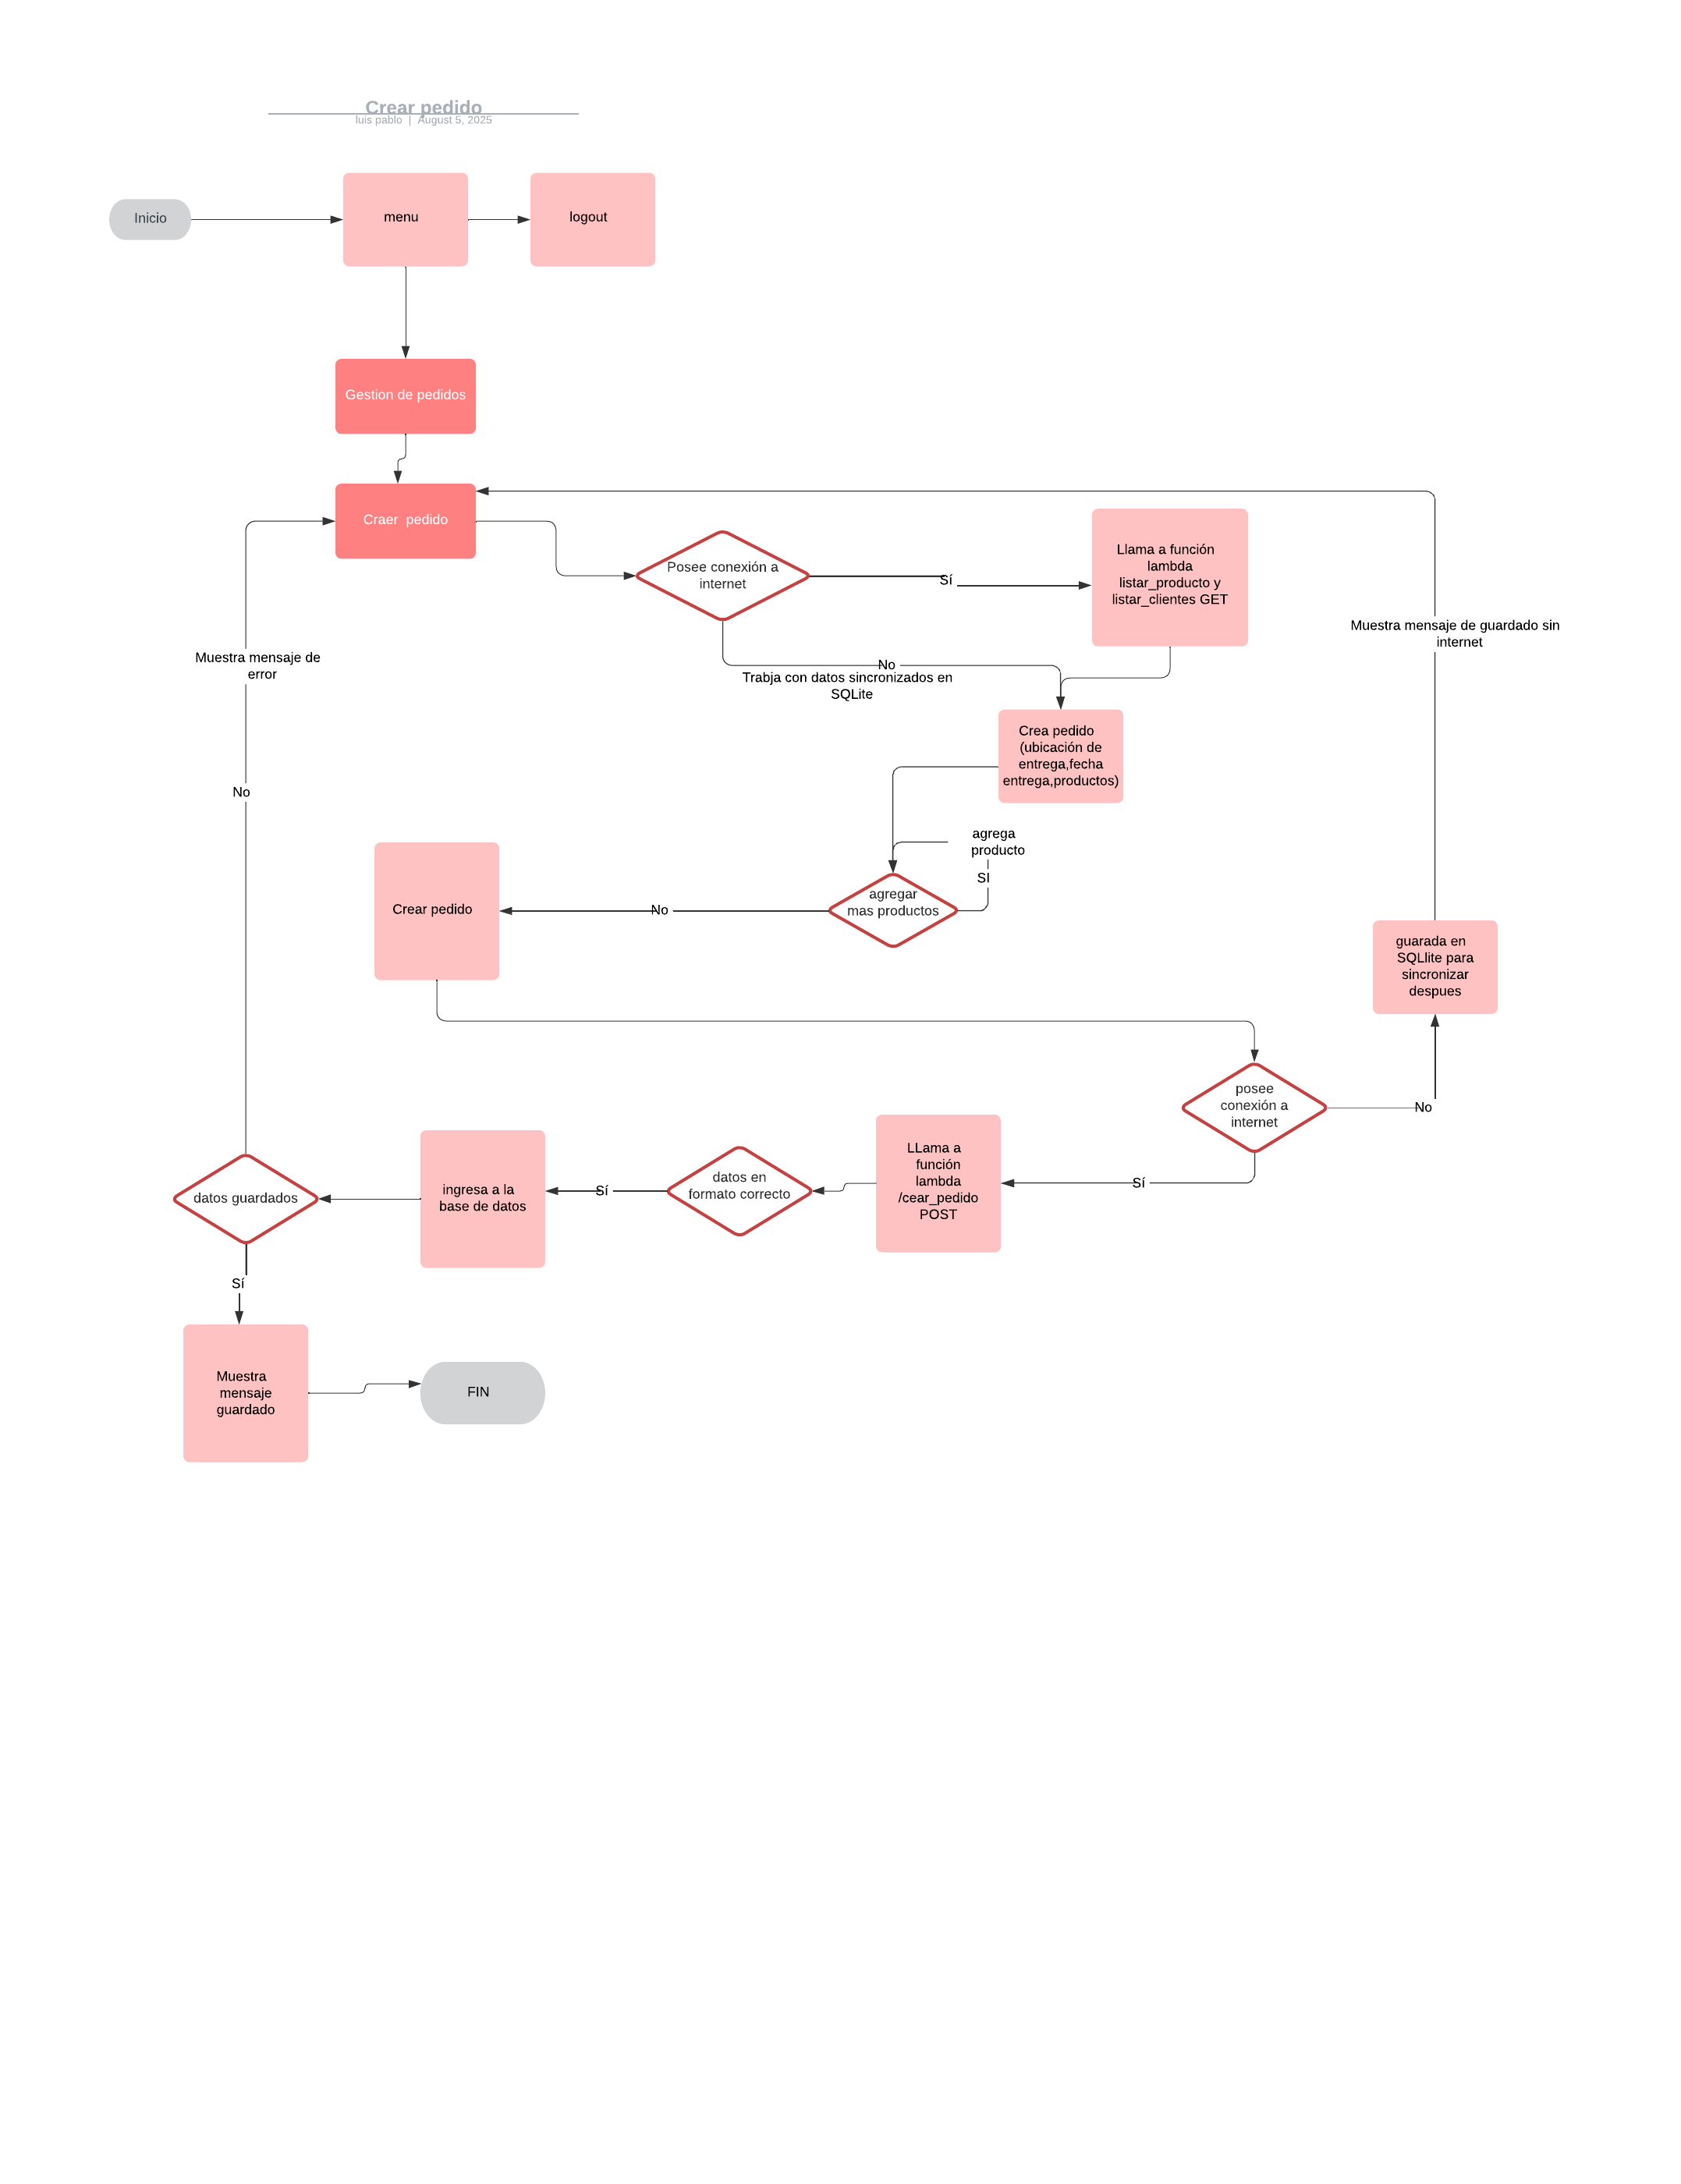 Crear pedido
luis pablo | August 5, 2025
Inicio
menu
logout
Gestion de pedidos
Craer pedido
Posee conexión a
internet
Sí
Llama a función
lambda
listar_producto y
listar_clientes GET
Muestra mensaje de guardado sin
internet
Muestra mensaje de
error
No
Trabja con datos sincronizados en
SQLite
Crea pedido
(ubicación de
entrega,fecha
entrega,productos)
No
agrega
producto
SI
agregar
mas productos
No
Crear pedido
guarada en
SQLlite para
sincronizar
despues
posee
conexión a
internet
No
Sí
LLama a
función
lambda
/cear_pedido
POST
datos en
formato correcto
Sí
ingresa a la
base de datos
datos guardados
Sí
Muestra
mensaje
guardado
FIN